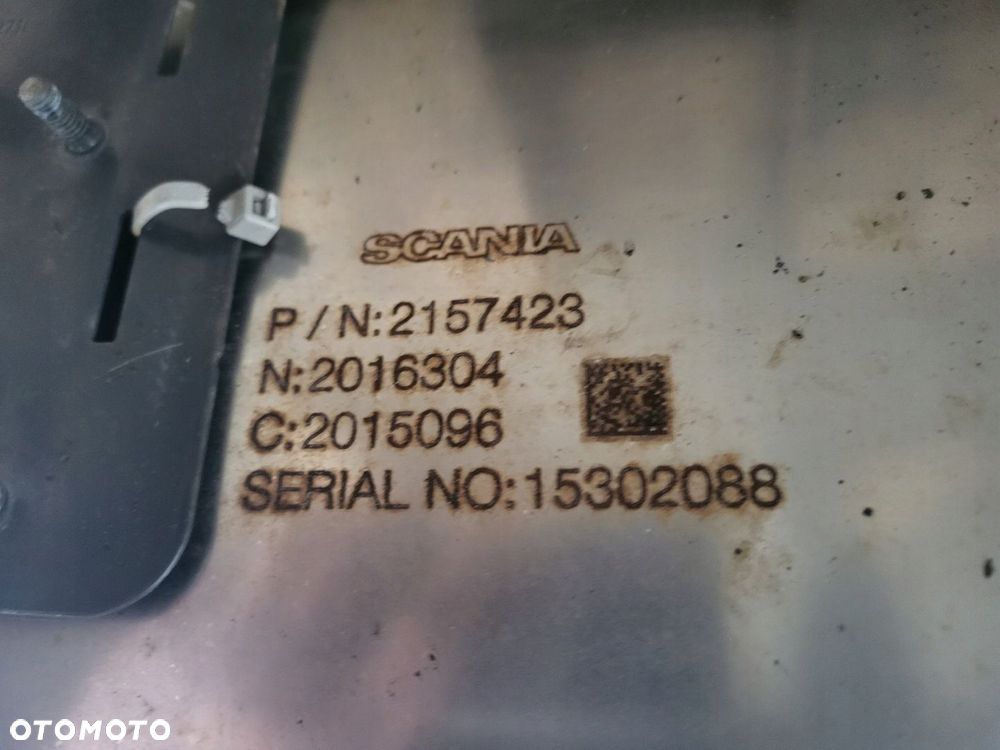 SCANIA
P/N:2157423
N:2016304
C:2015096
SERIAL NO:15302088
OTOMOTO